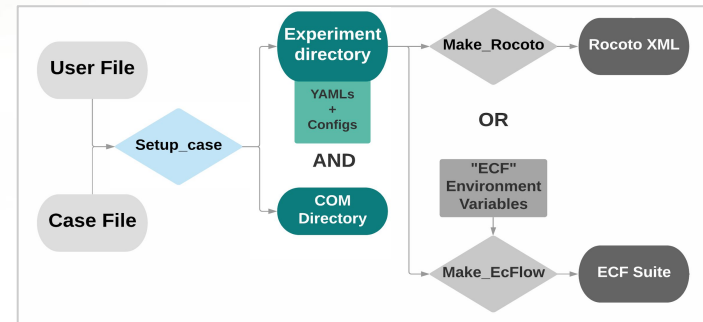 User File
Case File
Setup_case
Experiment
directory
YAMLs
+
Configs
AND
COM
Directory
Make_Rocoto
Rocoto XML
OR
"ECF"
Environment
Variables
Make_EcFlow
ECF Suite